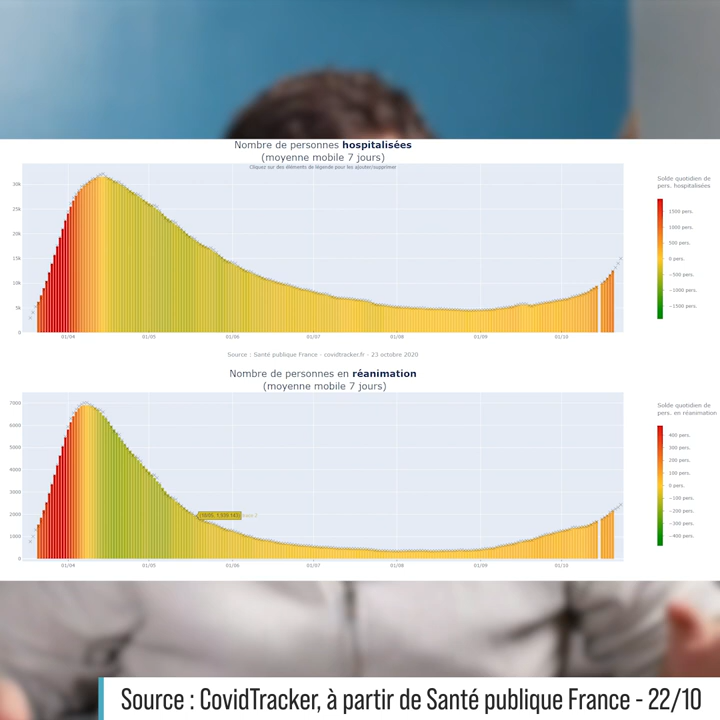 Nombre de personnes hospitalisées
(moyenne mobile 7 jours)
Cliquez sur des éléments de légende pour les ajouter/supprimer
Solde quotidien de
pers. hospitalisées
30k
25k
20k
15k
10k
5k
0
1500 pers.
1000 pers.
500 pers.
0 pers.
−500 pers.
−1000 pers.
−1500 pers.
01/04
01/05
01/06
01/07
01/08
01/09
01/10
Source : Santé publique France - covidtracker.fr - 23 octobre 2020
Nombre de personnes en réanimation
(moyenne mobile 7 jours)
Solde quotidien de
pers. en réanimation
7000
6000
5000
4000
3000
2000
1000
0
400 pers.
300 pers.
200 pers.
100 pers.
0 pers.
−100 pers.
−200 pers.
−300 pers.
−400 pers.
01/04
01/05
01/06
01/07
01/08
01/09
01/10
Source : CovidTracker, à partir de Santé publique France - 22/10